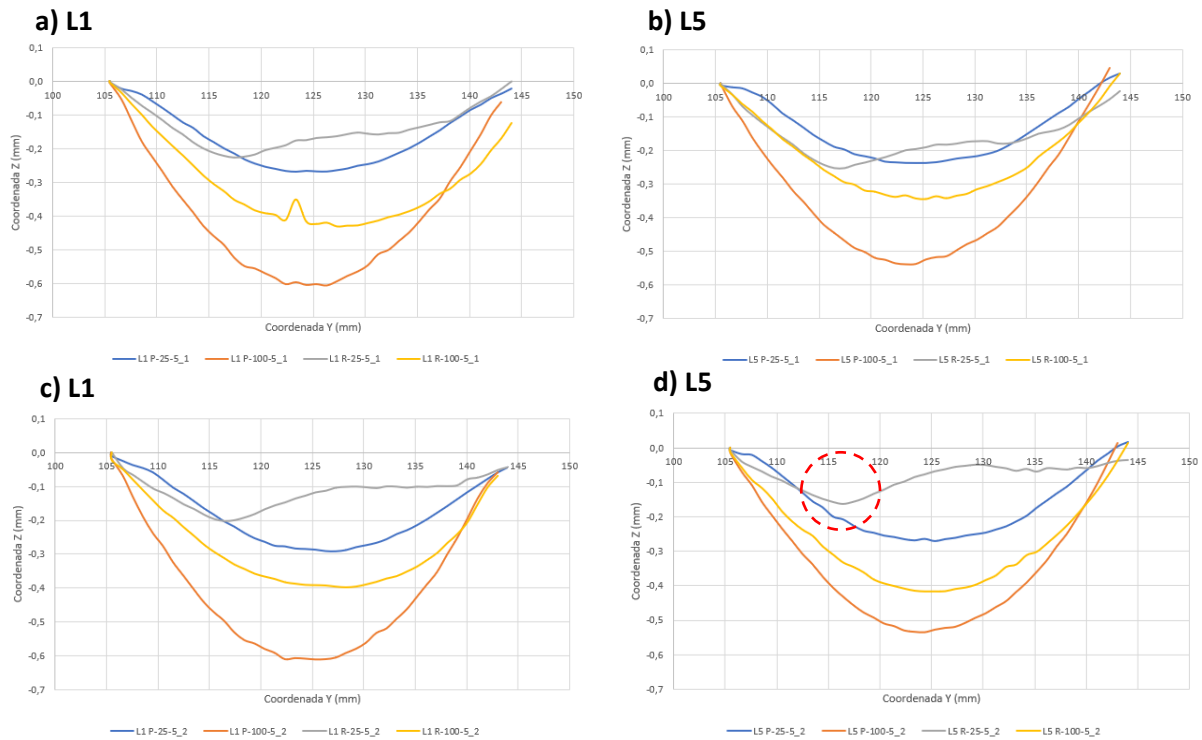 a) L1
0,1
0,0
-0,1
-0,2
-0,3
-0,4
-0,5
-0,6
-0,7
100 105 110 115 120 125 130 135 140 145 150
Coordenada Z (mm)
Coordenada Y (mm)
L1 P-25-5_1 L1 P-100-5_1 L1 R-25-5_1 L1 R-100-5_1
b) L5
0,1
0,0
-0,1
-0,2
-0,3
-0,4
-0,5
-0,6
-0,7
100 105 110 115 120 125 130 135 140 145 150
Coordenada Z (mm)
Coordenada Y (mm)
L5 P-25-5_1 L5 P-100-5_1 L5 R-25-5_1 L5 R-100-5_1
c) L1
0,1
0,0
-0,1
-0,2
-0,3
-0,4
-0,5
-0,6
-0,7
100 105 110 115 120 125 130 135 140 145 150
Coordenada Z (mm)
Coordenada Y (mm)
L1 P-25-5_2 L1 P-100-5_2 L1 R-25-5_2 L1 R-100-5_2
d) L5
0,1
0,0
-0,1
-0,2
-0,3
-0,4
-0,5
-0,6
-0,7
100 105 110 115 120 125 130 135 140 145 150
Coordenada Z (mm)
Coordenada Y (mm)
L5 P-25-5_2 L5 P-100-5_2 L5 R-25-5_2 L5 R-100-5_2